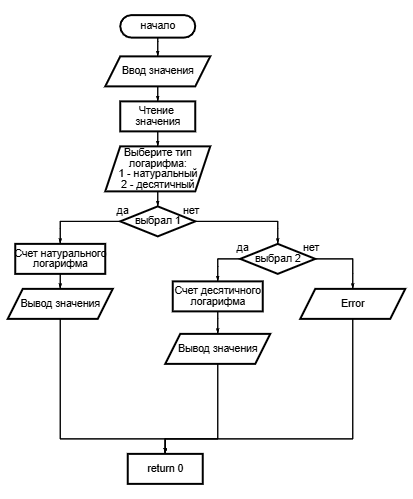 начало
Ввод значения
Чтение
значения
Выберите тип
логарифма:
1 - натуральный
2 - десятичный
да
нет
выбрал 1
да
нет
выбрал 2
Счет натурального
логарифма
Счет десятичного
логарифма
Вывод значения
Error
Вывод значения
return 0